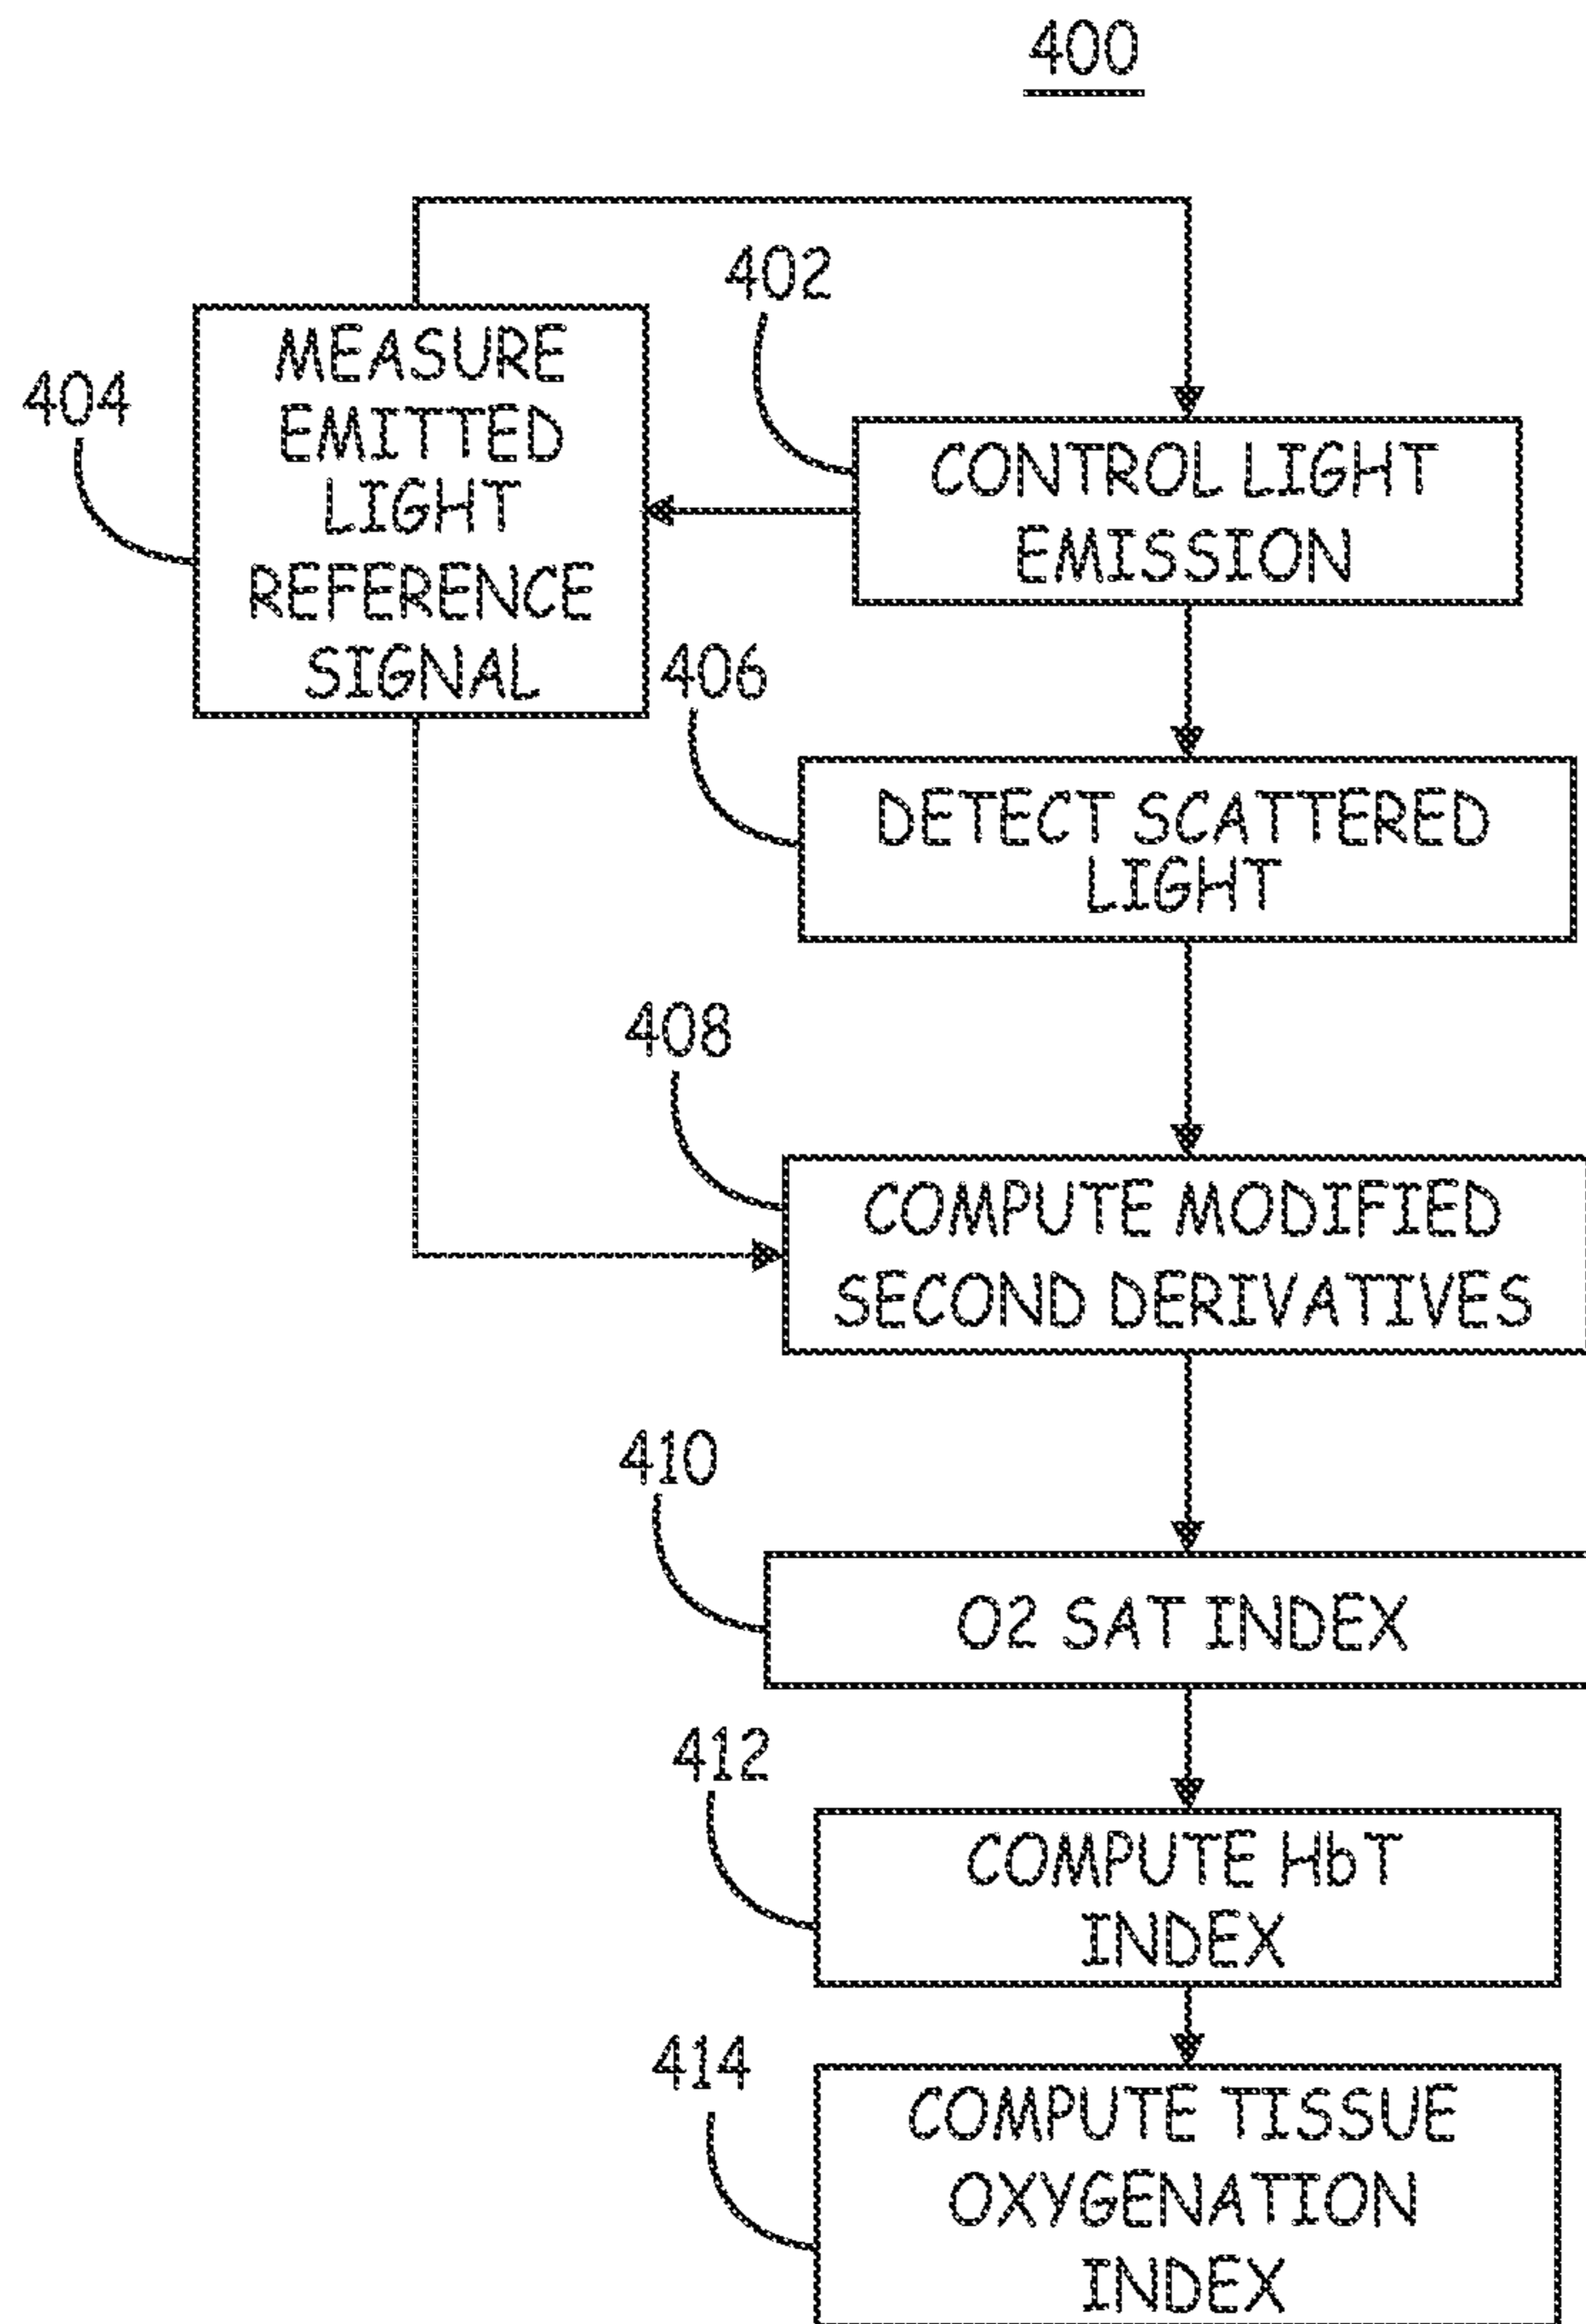 400
402
404
MEASURE
EMITTED
LIGHT
REFERENCE
SIGNAL
CONTROL LIGHT
EMISSION
406
DETECT SCATTERED
LIGHT
408
COMPUTE MODIFIED
SECOND DERIVATIVES
410
O2 SAT INDEX
412
COMPUTE HbT
INDEX
414
COMPUTE TISSUE
OXYGENATION
INDEX